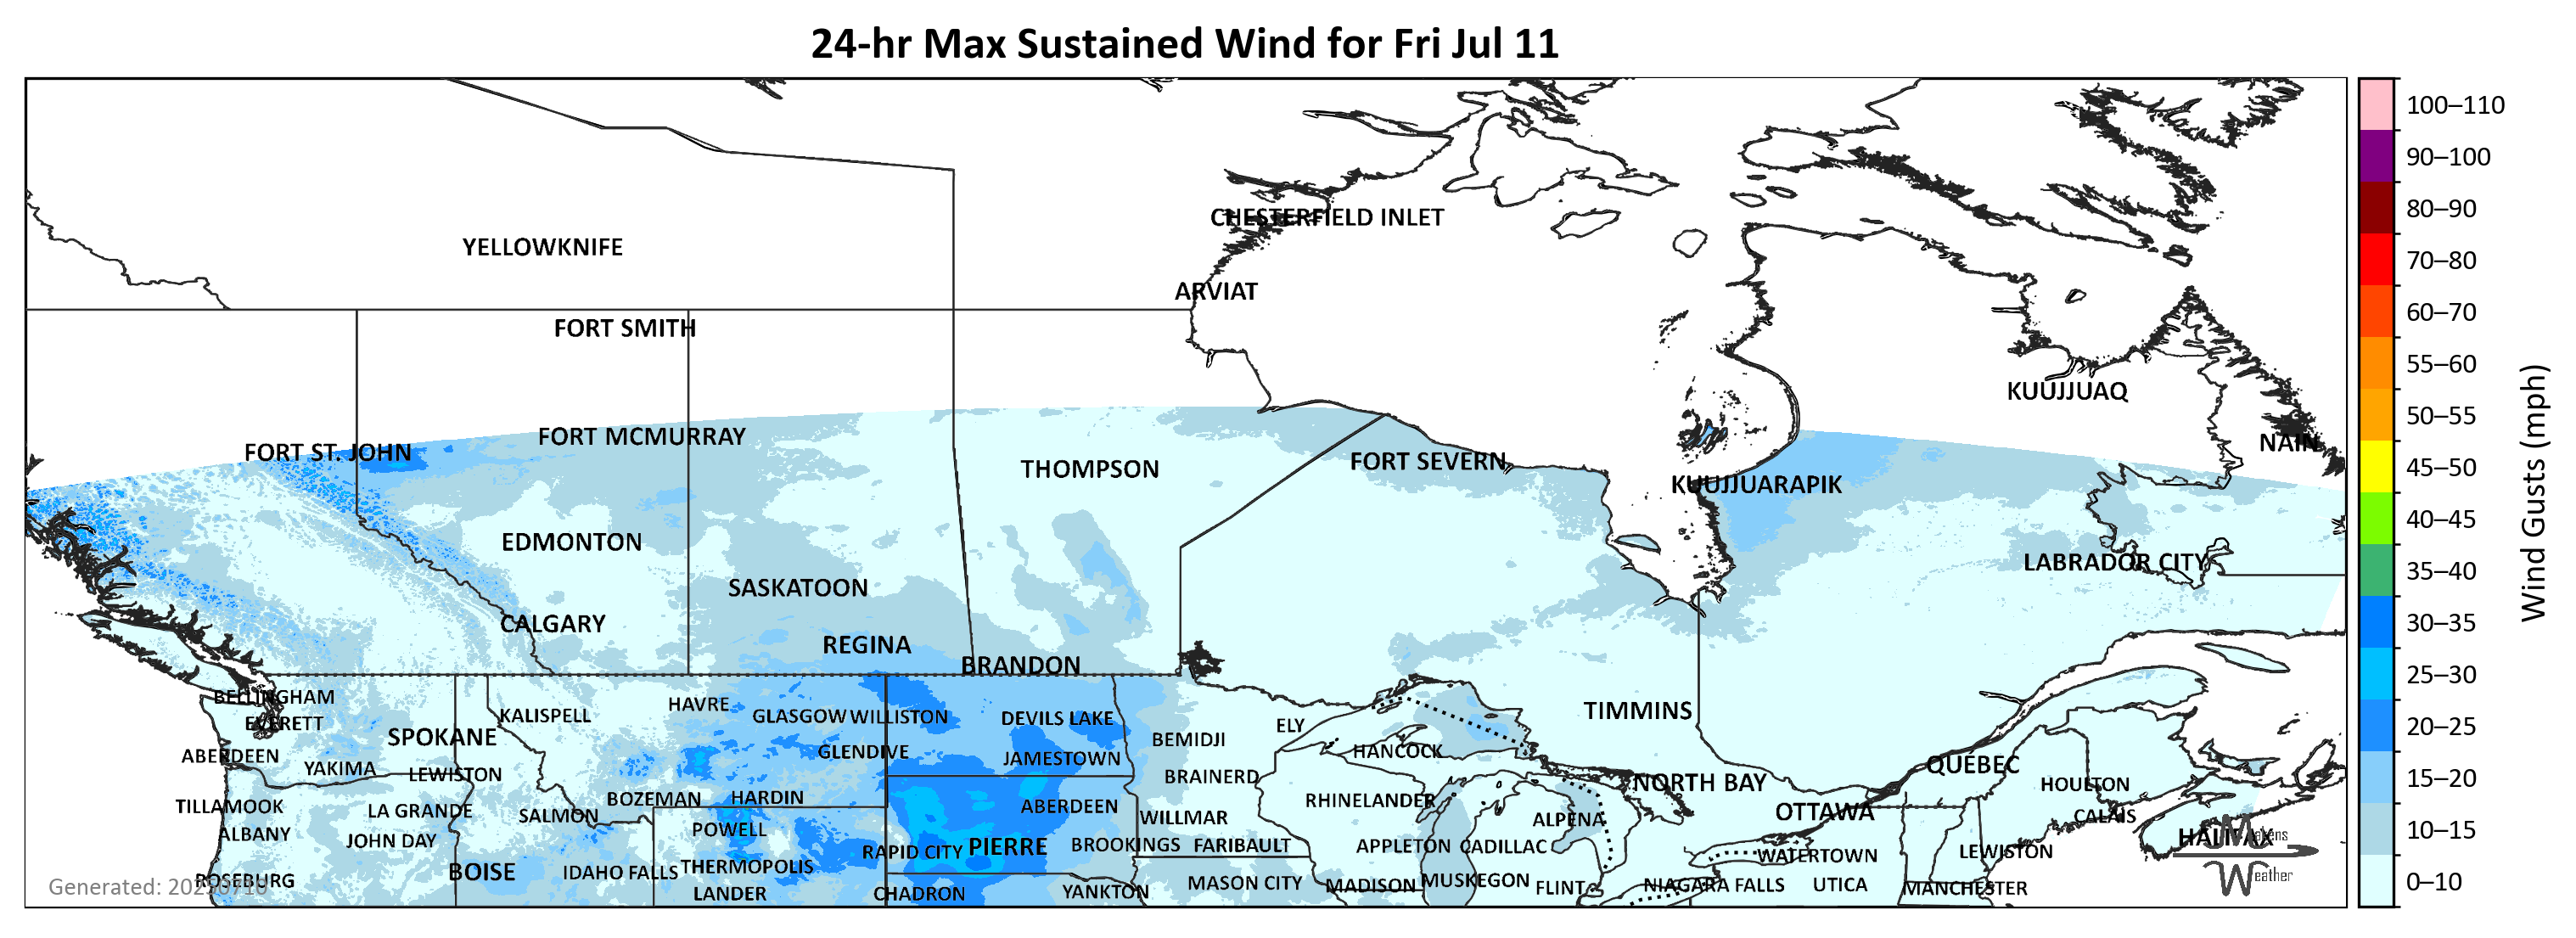 24-hr Max Sustained Wind for Fri Jul 11
100–110
90–100
CHESTERFIELD INLET
80–90
YELLOWKNIFE
70–80
ARVIAT
60–70
FORT SMITH
55–60
KUUJJUAQ
50–55
FORT MCMURRAY
NAIN
FORT ST. JOHN
THOMPSON
FORT SEVERN
45–50
KUUJJUARAPIK
40–45
Wind Gusts (mph)
EDMONTON
LABRADOR CITY
35–40
SASKATOON
CALGARY
30–35
REGINA
BRANDON
25–30
BELLINGHAM
HAVRE
TIMMINS
KALISPELL
GLASGOW
WILLISTON
DEVILS LAKE
EVERETT
ELY
20–25
SPOKANE
BEMIDJI
ABERDEEN
GLENDIVE
HANCOCK
JAMESTOWN
QUÉBEC
YAKIMA
LEWISTON
BRAINERD
15–20
NORTH BAY
HOULTON
BOZEMAN
HARDIN
RHINELANDER
TILLAMOOK
LA GRANDE
ABERDEEN
OTTAWA
SALMON
WILLMAR
ALPENA
CALAIS
10–15
ALBANY
POWELL
Makens
HALIFAX
JOHN DAY
RAPID CITY
PIERRE
BROOKINGS
FARIBAULT
APPLETON
CADILLAC
WATERTOWN
LEWISTON
BOISE
IDAHO FALLS
THERMOPOLIS
Weather
ROSEBURG
Generated: 20250710
MASON CITY
MADISON
MUSKEGON
FLINT
NIAGARA FALLS
UTICA
MANCHESTER
0–10
LANDER
CHADRON
YANKTON